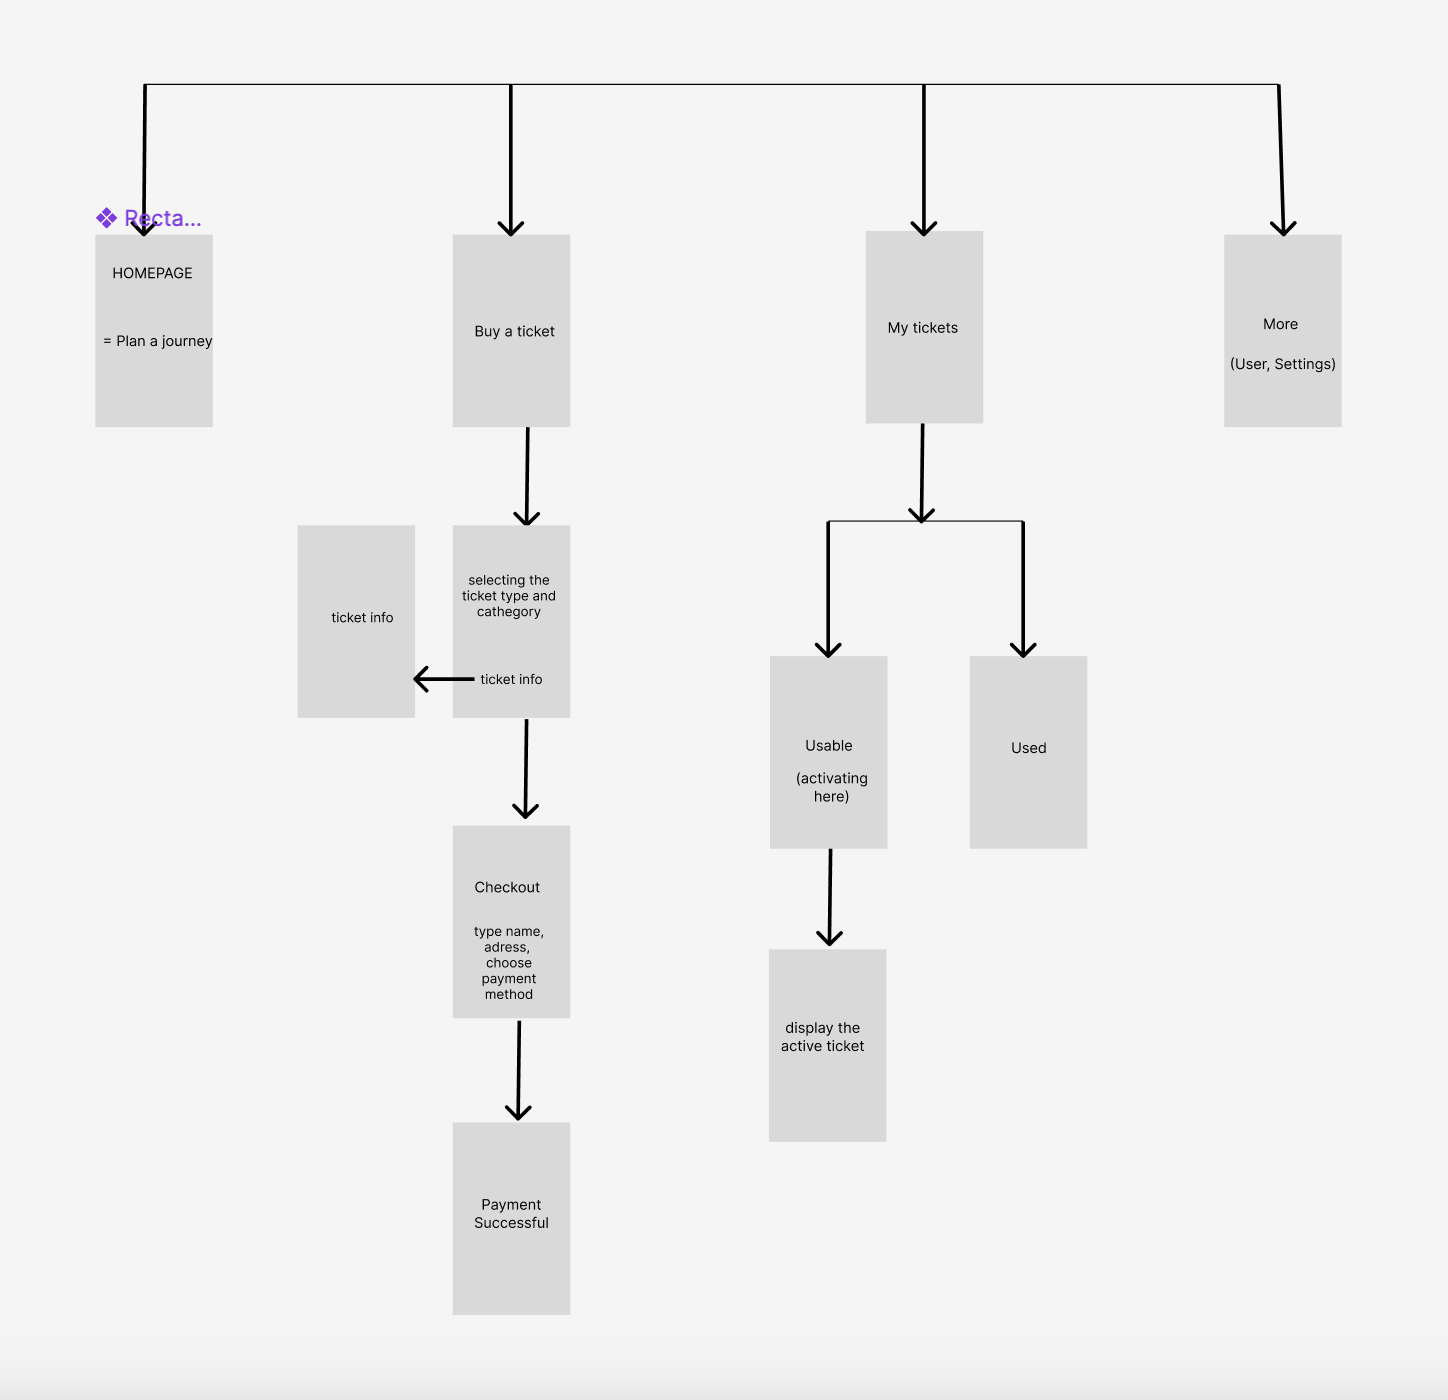 Recta...
HOMEPAGE
= Plan a journey
Buy a ticket
My tickets
More
(User, Settings)
ticket info
selecting the
ticket type and
cathegory
ticket info
Usable
(activating
here)
Used
Checkout
type name,
adress,
choose
payment
method
display the
active ticket
Payment
Successful